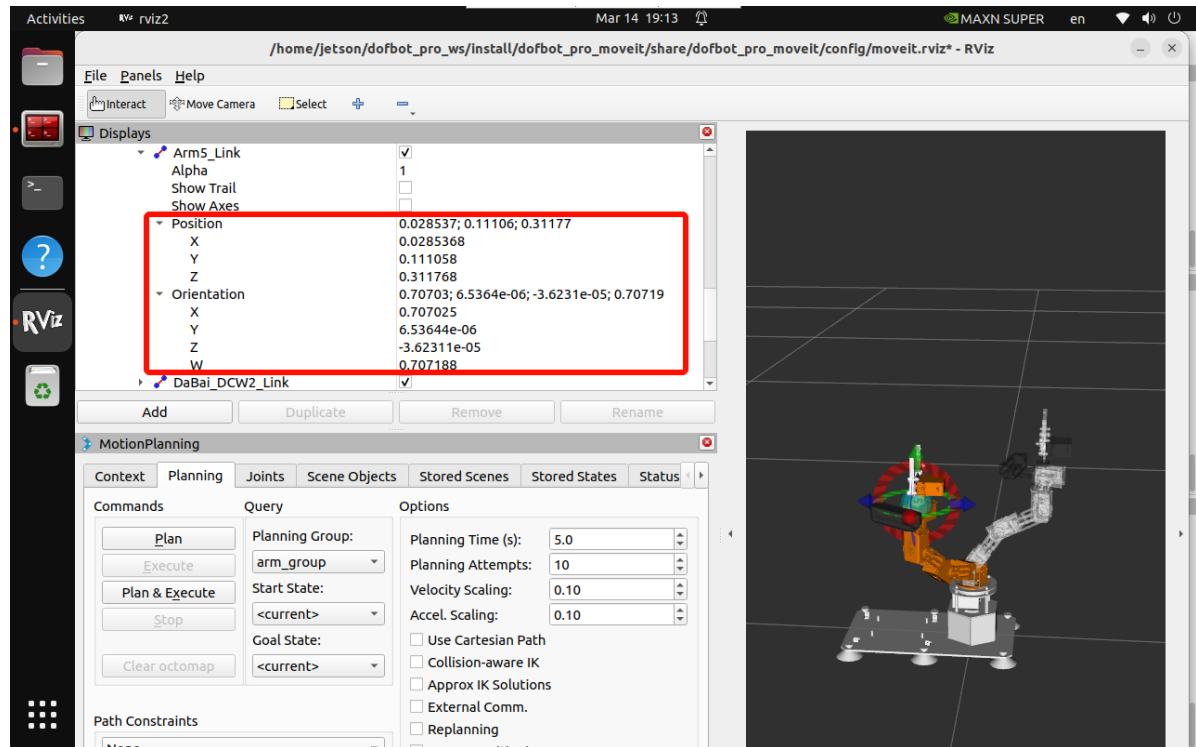 Activities rviz2 Mar 14 19:13 MAXN SUPER en
/home/jetson/dofbot_pro_ws/install/dofbot_pro_moveit/share/dofbot_pro_moveit/config/moveit.rviz* - RViz
File Panels Help
Interact Move Camera Select
Displays
Arm5_Link
Alpha 1
Show Trail
Show Axes
Position 0.028537; 0.11106; 0.31177
X 0.0285368
Y 0.111058
Z 0.311768
Orientation 0.70703; 6.5364e-06; -3.6231e-05; 0.70719
X 0.707025
Y 6.53644e-06
Z -3.62311e-05
W 0.707188
DaBai_DCW2_Link
Add Duplicate Remove Rename
MotionPlanning
Context Planning Joints Scene Objects Stored Scenes Stored States Status
Commands Query Options
Plan Planning Group: Planning Time (s): 5.0
Execute arm_group Planning Attempts: 10
Plan & Execute Start State: Velocity Scaling: 0.10
Stop <current> Accel. Scaling: 0.10
Goal State: Use Cartesian Path
Clear octomap <current> Collision-aware IK
Approx IK Solutions
External Comm.
Path Constraints Replanning
RViz